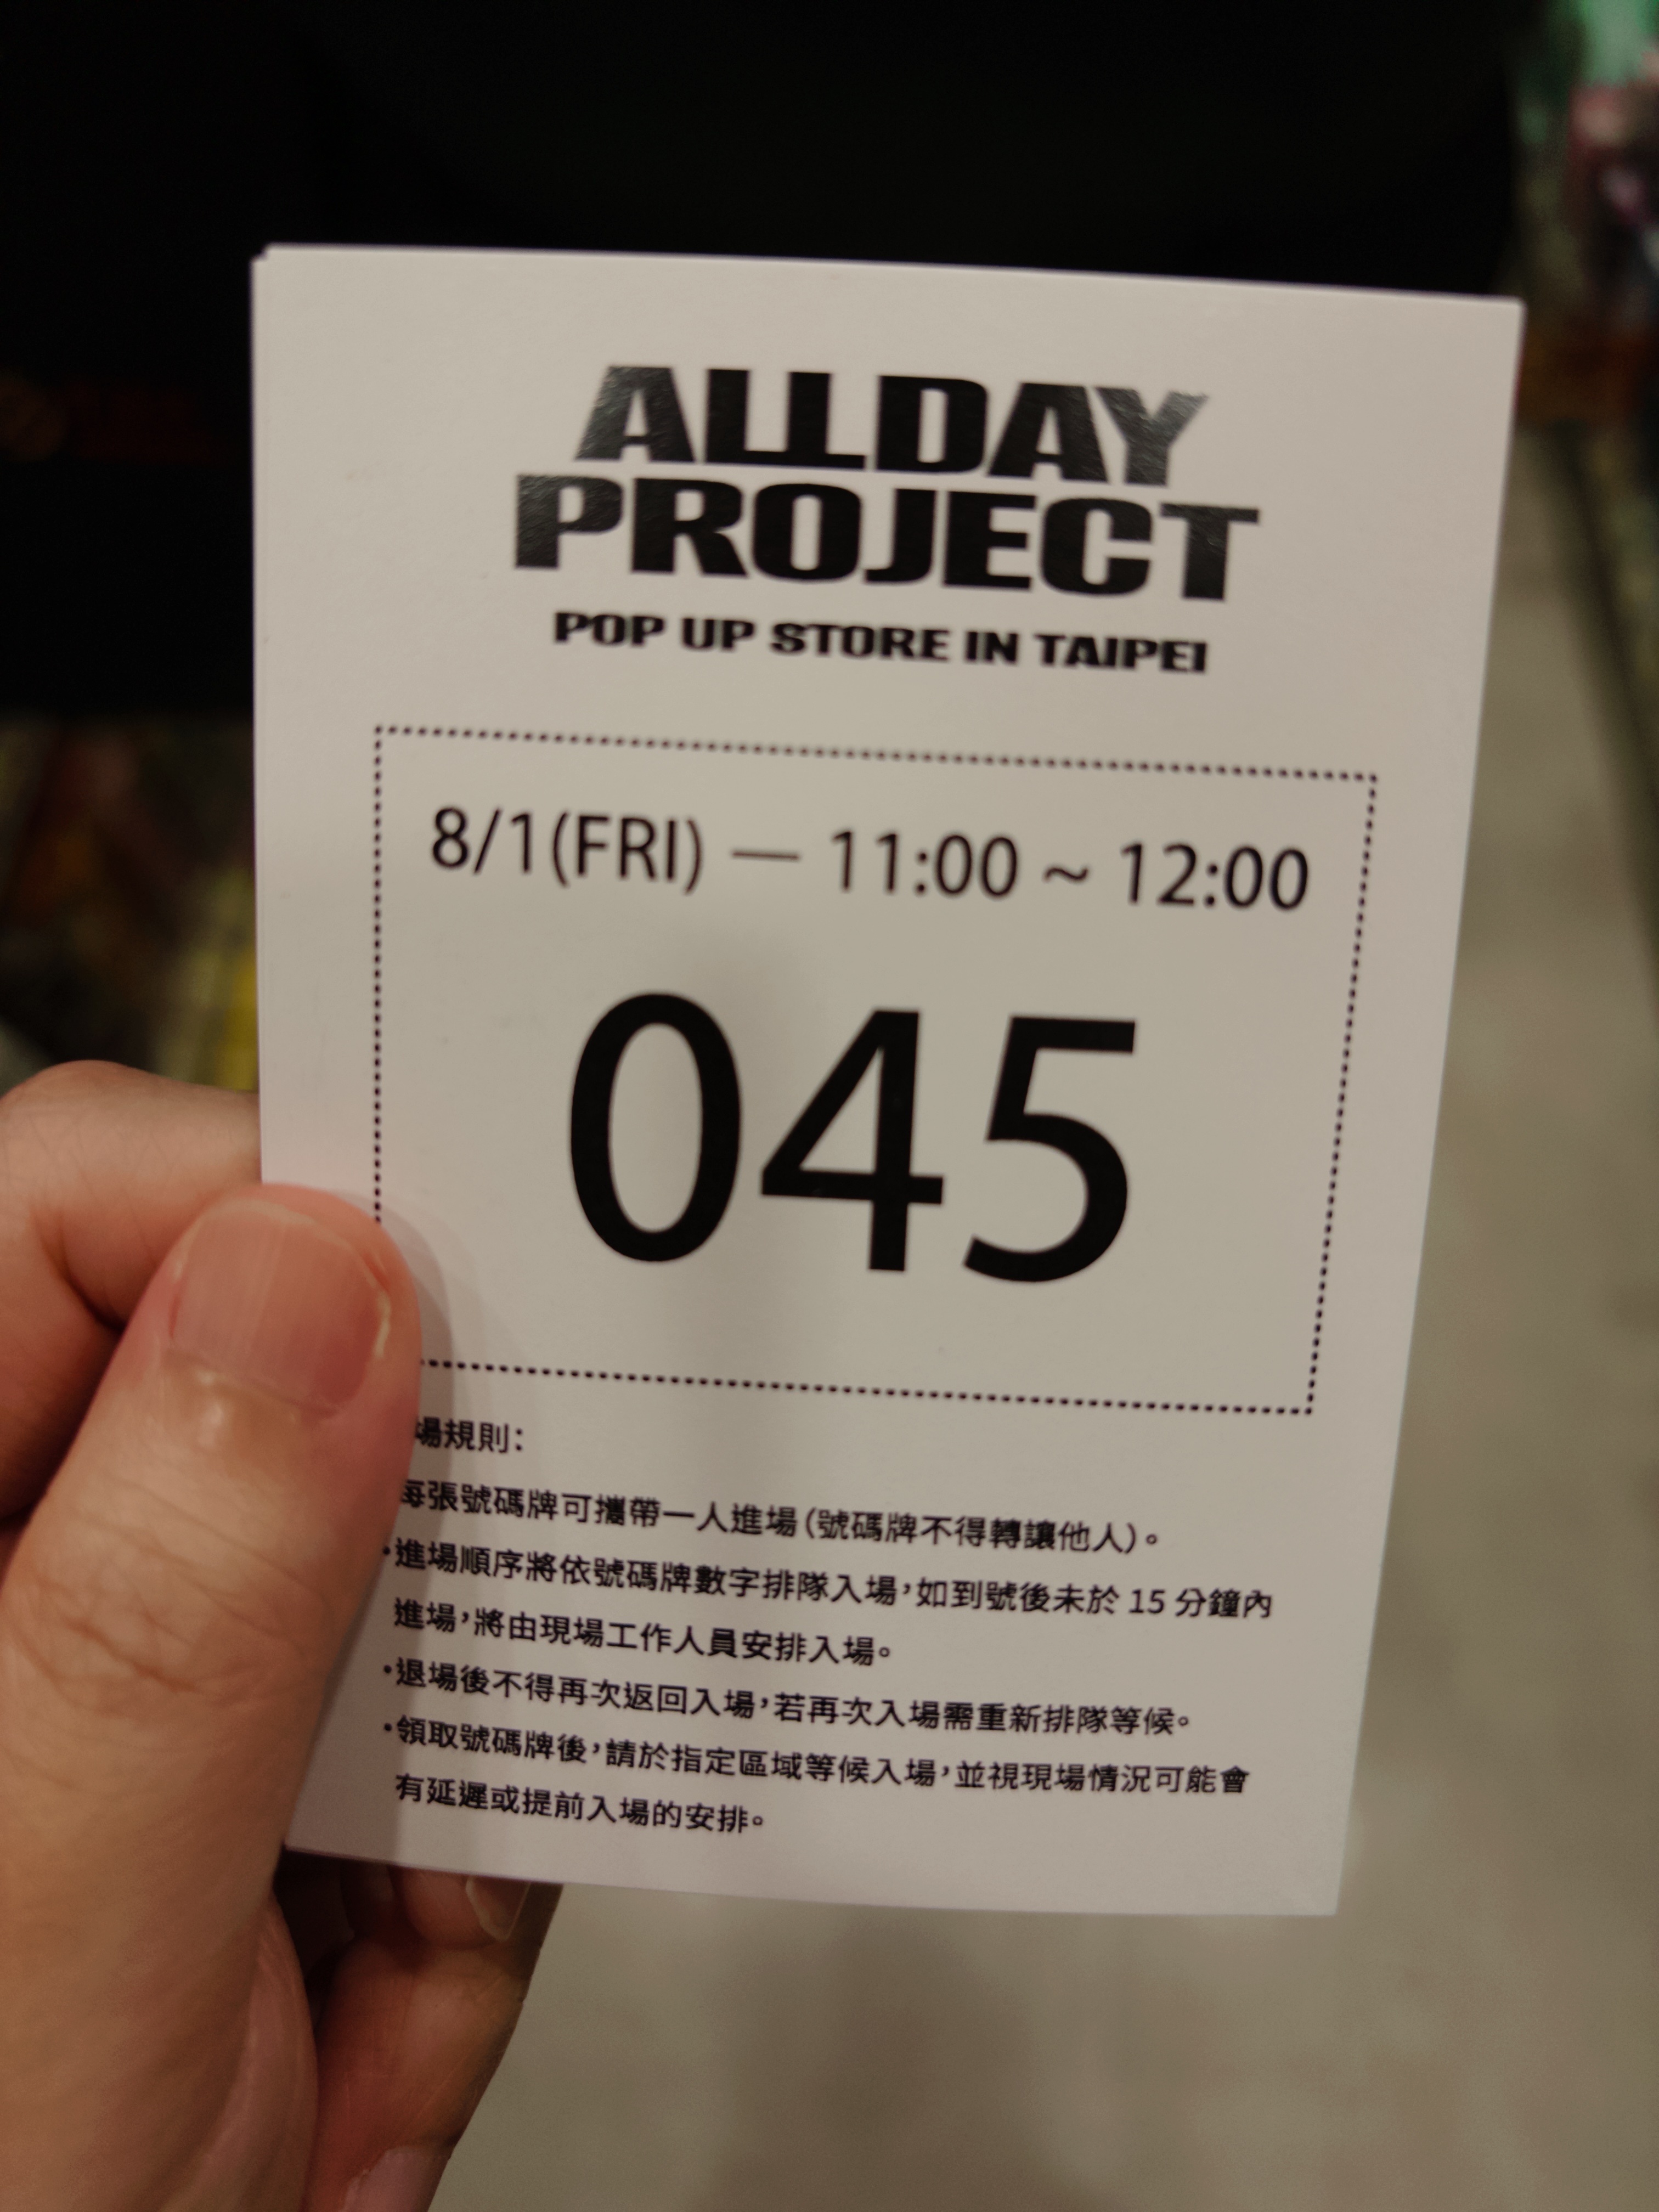 ALLDAY
PROJECT
POP UP STORE IN TAIPEI
8/1(FRI) — 11:00 ~ 12:00
045
場規則：
每張號碼牌可攜帶一人進場（號碼牌不得轉讓他人）。
•進場順序將依號碼牌數字排隊入場，如到號後未於 15 分鐘內
進場，將由現場工作人員安排入場。
•退場後不得再次返回入場，若再次入場需重新排隊等候。
•領取號碼牌後，請於指定區域等候入場，並視現場情況可能會
有延遲或提前入場的安排。